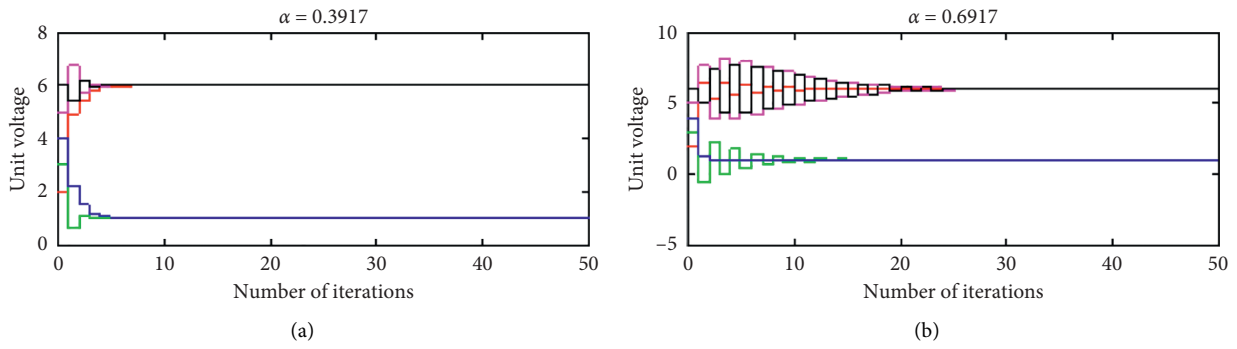 α = 0.3917
8
6
4
2
0
Unit voltage
0 10 20 30 40 50
Number of iterrations
(a)
α = 0.6917
10
5
0
−5
Unit voltage
0 10 20 30 40 50
Number of iterations
(b)